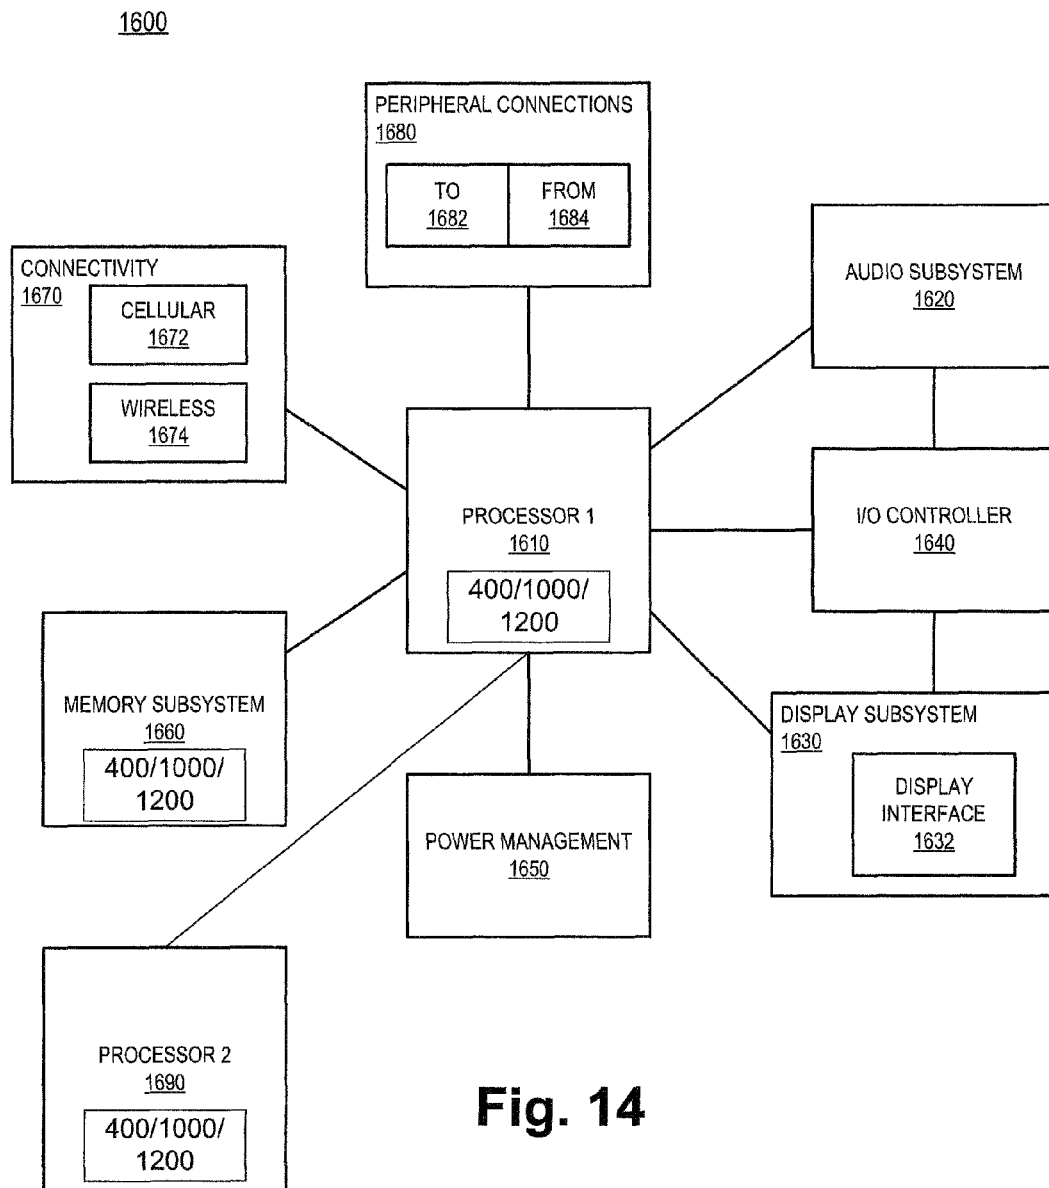 1600
PERIPHERAL CONNECTIONS
1680
TO
1682
FROM
1684
CONNECTIVITY
1670
CELLULAR
1672
WIRELESS
1674
AUDIO SUBSYSTEM
1620
PROCESSOR 1
1610
400/1000/
1200
I/O CONTROLLER
1640
MEMORY SUBSYSTEM
1660
400/1000/
1200
DISPLAY SUBSYSTEM
1630
DISPLAY
INTERFACE
1632
POWER MANAGEMENT
1650
PROCESSOR 2
1690
400/1000/
1200
Fig. 14